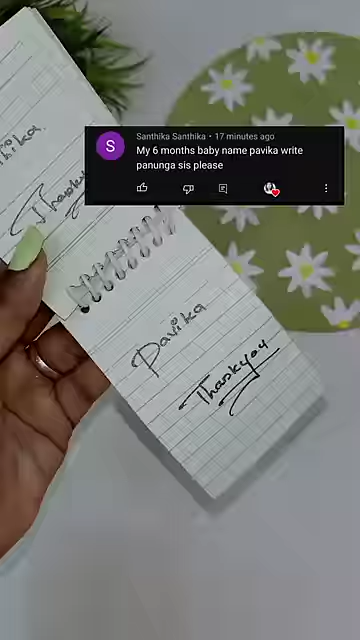 Santhika Santhika • 17 minutes ago
S
My 6 months baby name pavika write
panunga sis please
Pavika
Thankyou